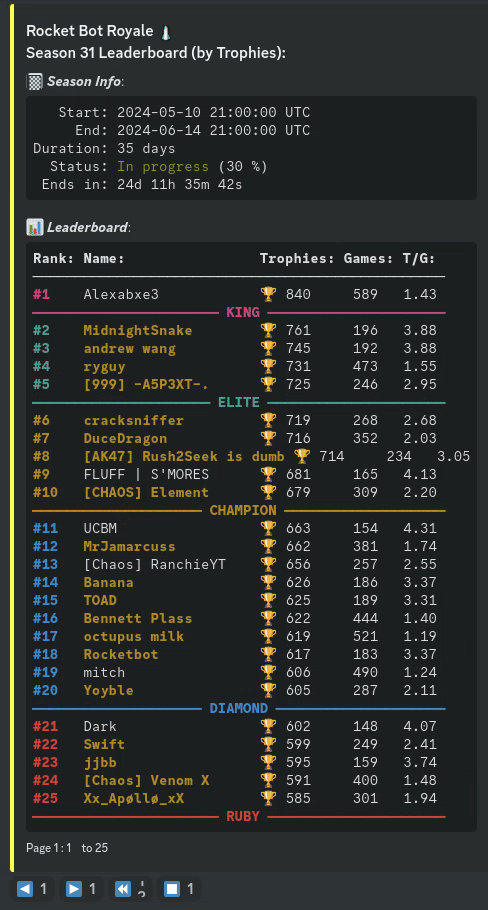 Rocket Bot Royale
Season 31 Leaderboard (by Trophies):
Season Info:
Start: 2024-05-10 21:00:00 UTC
End: 2024-06-14 21:00:00 UTC
Duration: 35 days
Status: In progress (30 %)
Ends in: 24d 11h 35m 42s
Leaderboard:
Rank: Name: Trophies: Games: T/G:
#1 Alexabxe3 🏆 840 589 1.43
KING
#2 MidnightSnake 🏆 761 196 3.88
#3 andrew wang 🏆 745 192 3.88
#4 ryguy 🏆 731 473 1.55
#5 [999] -A5P3XT-. 🏆 725 246 2.95
ELITE
#6 cracksniffer 🏆 719 268 2.68
#7 DuceDragon 🏆 716 352 2.03
#8 [AK47] Rush2Seek is dumb 🏆 714 234 3.05
#9 FLUFF | S'MORES 🏆 681 165 4.13
#10 [CHAOS] Element 🏆 679 309 2.20
CHAMPION
#11 UCBM 🏆 663 154 4.31
#12 MrJamarcuss 🏆 662 381 1.74
#13 [Chaos] RanchieYT 🏆 656 257 2.55
#14 Banana 🏆 626 186 3.37
#15 TOAD 🏆 625 189 3.31
#16 Bennett Plass 🏆 622 444 1.40
#17 octupus milk 🏆 619 521 1.19
#18 Rocketbot 🏆 617 183 3.37
#19 mitch 🏆 606 490 1.24
#20 Yoyble 🏆 605 287 2.11
DIAMOND
#21 Dark 🏆 602 148 4.07
#22 Swift 🏆 599 249 2.41
#23 jjbb 🏆 595 159 3.74
#24 [Chaos] Venom X 🏆 591 400 1.48
#25 Xx_Apøllø_xX 🏆 585 301 1.94
RUBY
Page 1 : 1 to 25
1 1 1